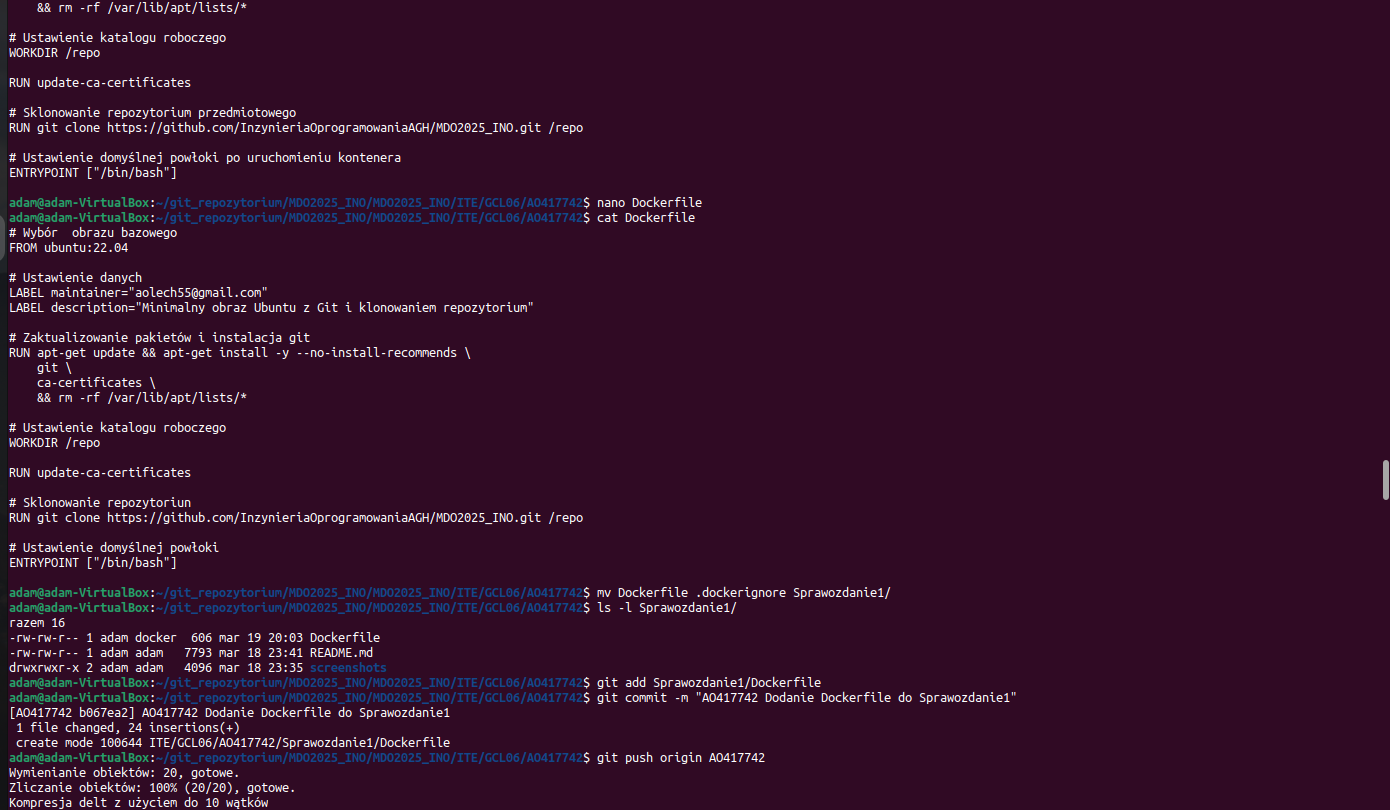 && rm -rf /var/lib/apt/lists/*
# Ustawienie katalogu roboczego
WORKDIR /repo
RUN update-ca-certificates
# Sklonowanie repozytorium przedmiotowego
RUN git clone https://github.com/InzynieriaOprogramowaniaAGH/MDO2025_INO.git /repo
# Ustawienie domyślnej powłoki po uruchomieniu kontenera
ENTRYPOINT ["/bin/bash"]
adam@adam-VirtualBox:~/git_repozytorium/MDO2025_INO/MDO2025_INO/ITE/GCL06/AO417742$ nano Dockerfile
adam@adam-VirtualBox:~/git_repozytorium/MDO2025_INO/MDO2025_INO/ITE/GCL06/AO417742$ cat Dockerfile
# Wybór  obrazu bazowego
FROM ubuntu:22.04
# Ustawienie danych
LABEL maintainer="aolech55@gmail.com"
LABEL description="Minimalny obraz Ubuntu z Git i klonowaniem repozytorium"
# Zaktualizowanie pakietów i instalacja git
RUN apt-get update && apt-get install -y --no-install-recommends \
    git \
    ca-certificates \
    && rm -rf /var/lib/apt/lists/*
# Ustawienie katalogu roboczego
WORKDIR /repo
RUN update-ca-certificates
# Sklonowanie repozytoriun
RUN git clone https://github.com/InzynieriaOprogramowaniaAGH/MDO2025_INO.git /repo
# Ustawienie domyślnej powłoki
ENTRYPOINT ["/bin/bash"]
adam@adam-VirtualBox:~/git_repozytorium/MDO2025_INO/MDO2025_INO/ITE/GCL06/AO417742$ mv Dockerfile .dockerignore Sprawozdanie1/
adam@adam-VirtualBox:~/git_repozytorium/MDO2025_INO/MDO2025_INO/ITE/GCL06/AO417742$ ls -l Sprawozdanie1/
razem 16
-rw-rw-r-- 1 adam docker  606 mar 19 20:03 Dockerfile
-rw-rw-r-- 1 adam adam   7793 mar 18 23:41 README.md
drwxrwxr-x 2 adam adam   4096 mar 18 23:35 screenshots
adam@adam-VirtualBox:~/git_repozytorium/MDO2025_INO/MDO2025_INO/ITE/GCL06/AO417742$ git add Sprawozdanie1/Dockerfile
adam@adam-VirtualBox:~/git_repozytorium/MDO2025_INO/MDO2025_INO/ITE/GCL06/AO417742$ git commit -m "AO417742 Dodanie Dockerfile do Sprawozdanie1"
[AO417742 b067ea2] AO417742 Dodanie Dockerfile do Sprawozdanie1
 1 file changed, 24 insertions(+)
 create mode 100644 ITE/GCL06/AO417742/Sprawozdanie1/Dockerfile
adam@adam-VirtualBox:~/git_repozytorium/MDO2025_INO/MDO2025_INO/ITE/GCL06/AO417742$ git push origin AO417742
Wymienianie obiektów: 20, gotowe.
Zliczanie obiektów: 100% (20/20), gotowe.
Kompresja delt z użyciem do 10 wątków